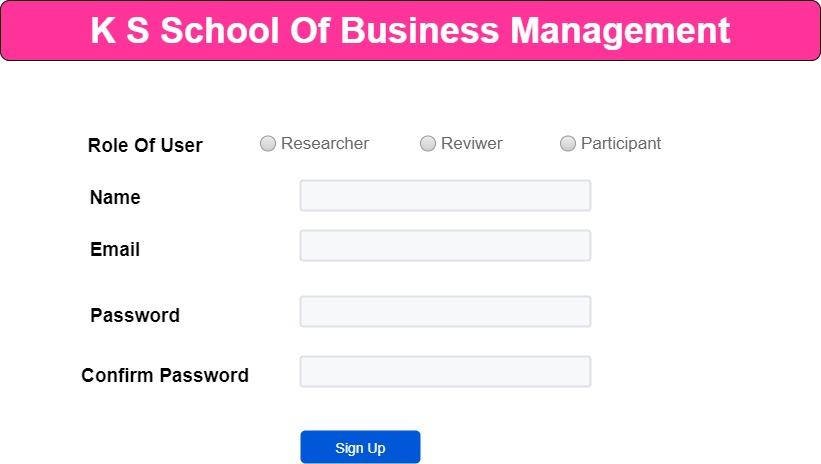 K S School Of Business Management
Role Of User Researcher Reviwer Participant
Name
Email
Password
Confirm Password
Sign Up